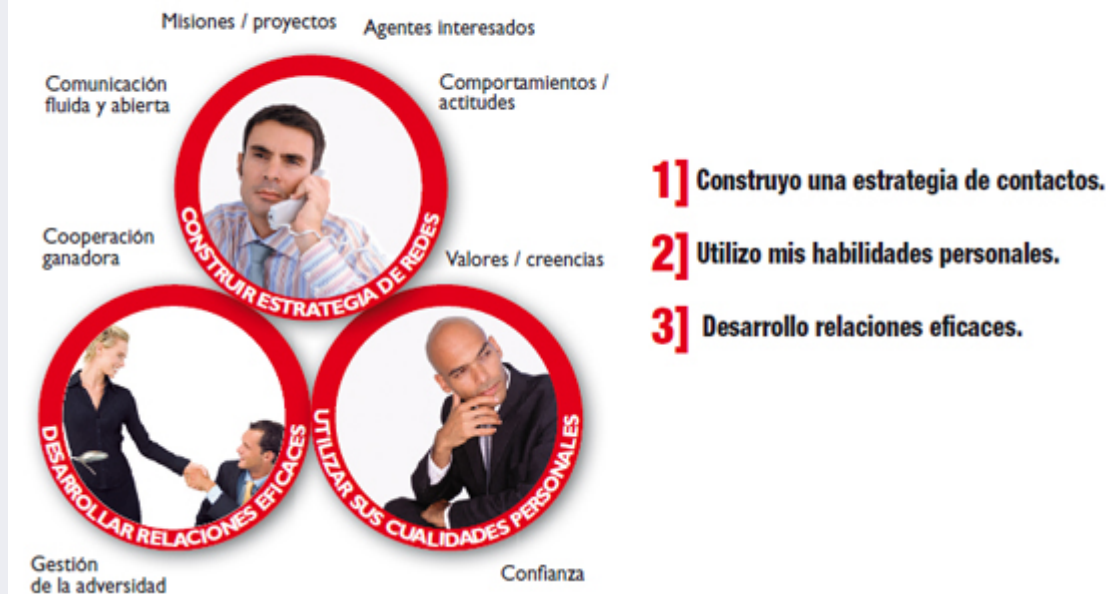 Misiones / proyectos
Agentes interesados
Comunicación
fluida y abierta
Comportamientos /
actitudes
CONSTRUIR ESTRATEGIA DE REDES
Cooperación
ganadora
Valores / creencias
DESARROLLAR RELACIONES EFICACES
UTILIZAR SUS CUALIDADES PERSONALES
Gestión
de la adversidad
Confianza
1] Construyo una estrategia de contactos.
2] Utilizo mis habilidades personales.
3] Desarrollo relaciones eficaces.